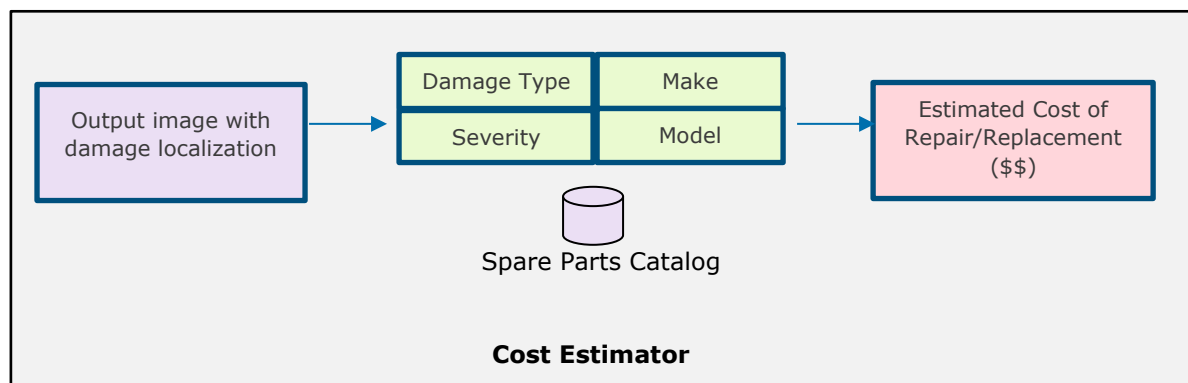 Output image with
damage localization
Damage Type
Make
Severity
Model
Estimated Cost of
Repair/Replacement
($$)
Spare Parts Catalog
Cost Estimator